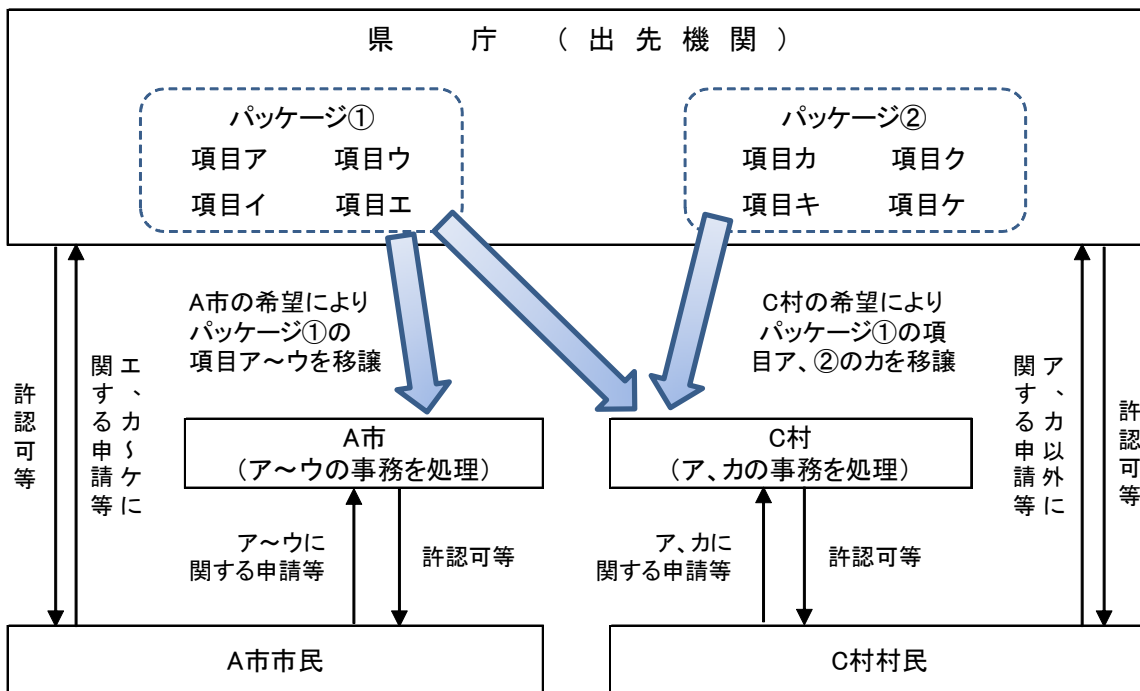 県 庁 (出先機関)
パッケージ①
項目ア 項目ウ
項目イ 項目エ
パッケージ②
項目カ 項目ク
項目キ 項目ケ
A市の希望により
パッケージ①の
項目ア～ウを移譲
C村の希望により
パッケージ①の項
目ア、②のカを移譲
許認可等
エ、カ～ケに
関する申請等
ア、カ以外に
関する申請等
許認可等
A市
(ア～ウの事務を処理)
C村
(ア、カの事務を処理)
ア～ウに
関する申請等
許認可等
ア、カに
関する申請等
許認可等
A市市民
C村村民